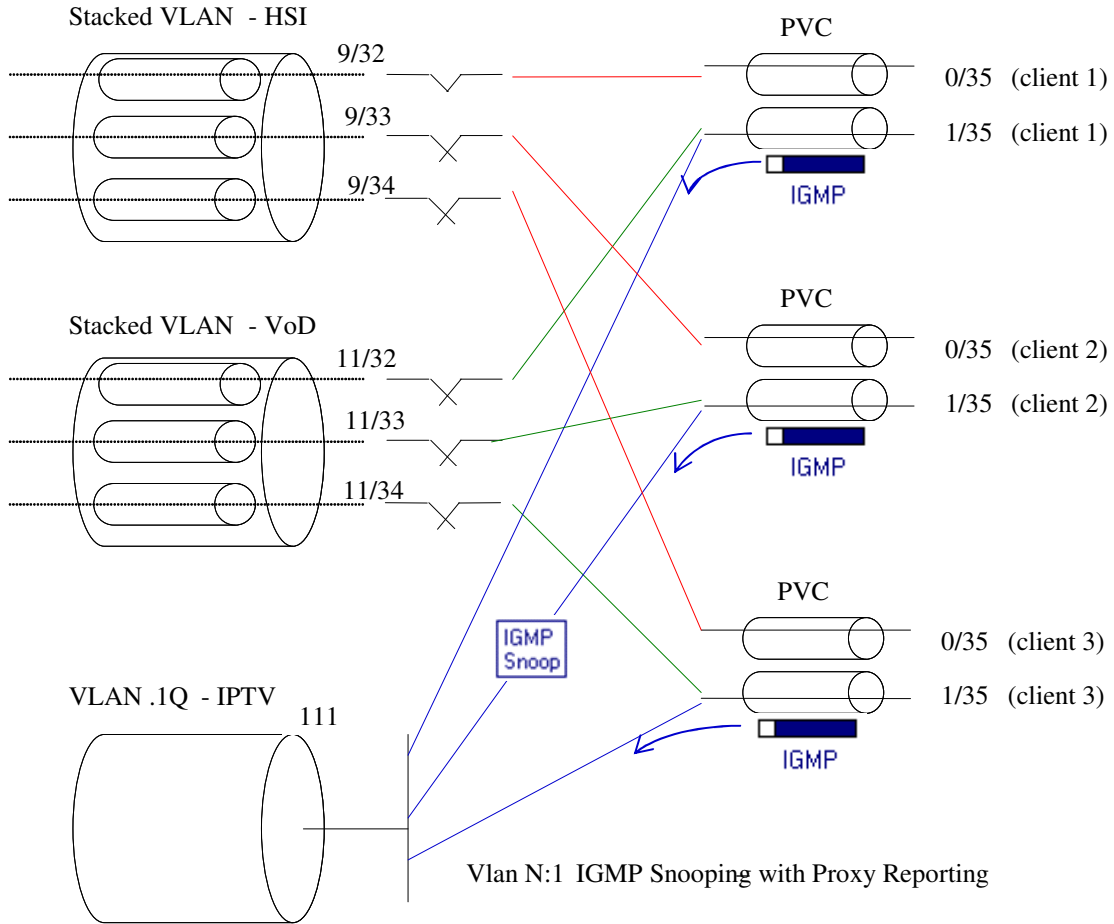 Stacked VLAN - HSI
9/32
9/33
9/34
PVC
0/35 (client 1)
1/35 (client 1)
IGMP
Stacked VLAN - VoD
11/32
11/33
11/34
PVC
0/35 (client 2)
1/35 (client 2)
IGMP
IGMP
Snoop
PVC
0/35 (client 3)
1/35 (client 3)
IGMP
VLAN .1Q - IPTV
111
Vlan N:1 IGMP Snooping with Proxy Reporting